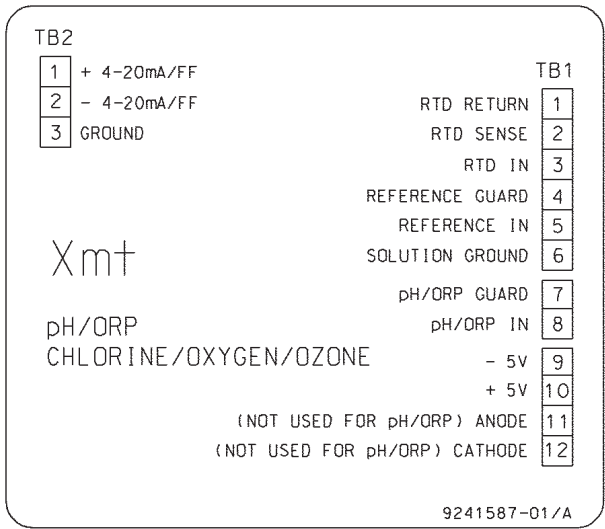 TB2
1 + 4-20mA/FF
2 - 4-20mA/FF
3 GROUND
TB1
RTD RETURN 1
RTD SENSE 2
RTD IN 3
REFERENCE GUARD 4
REFERENCE IN 5
SOLUTION GROUND 6
pH/ORP GUARD 7
pH/ORP IN 8
- 5V 9
+ 5V 10
(NOT USED FOR pH/ORP) ANODE 11
(NOT USED FOR pH/ORP) CATHODE 12
Xmt
pH/ORP
CHLORINE/OXYGEN/OZONE
9241587-01/A